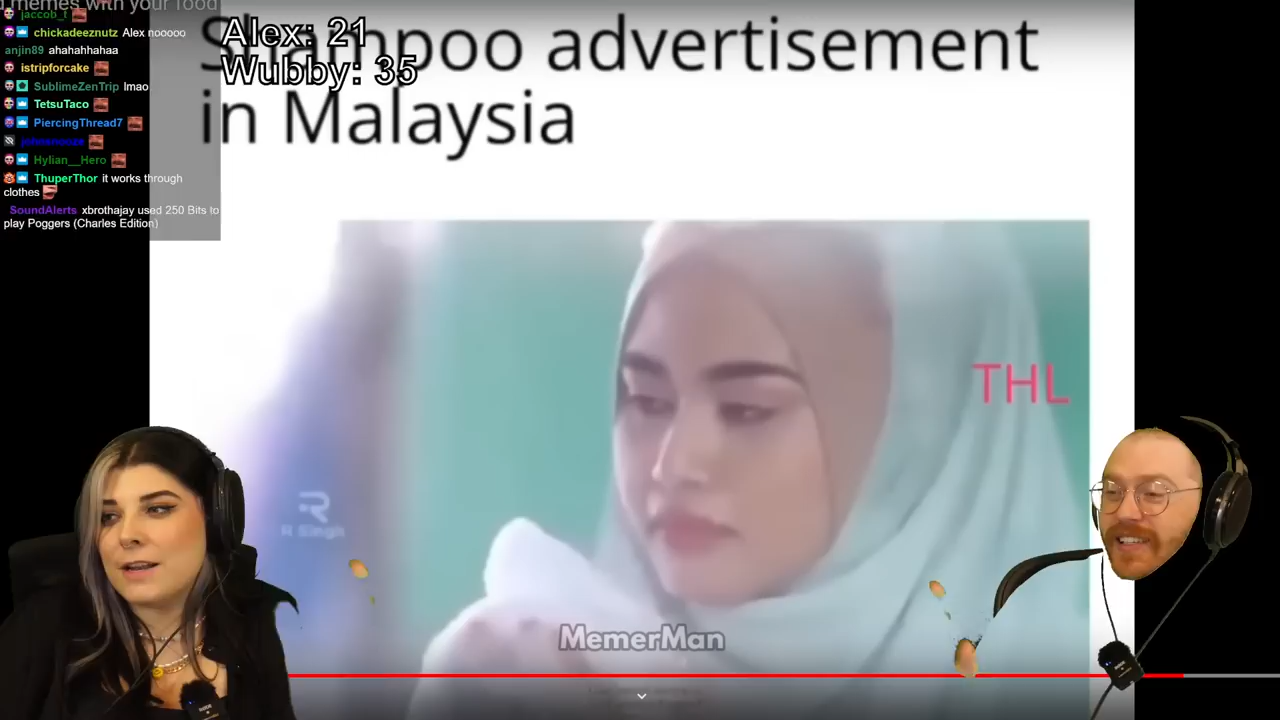 d memes with your food
jaccob_t
chickadeeznutz Alex nooooo
anjin89 ahahahhahaa
istripforcake
SublimeZenTrip lmao
TetsuTaco
PiercingThread7
Hylian__Hero
ThuperThor it works through
clothes
SoundAlerts xbrothajay used 250 Bits to
play Poggers (Charles Edition)
Alex: 21
Wubby: 35
Shampoo advertisement
in Malaysia
THL
R Singh
MemerMan